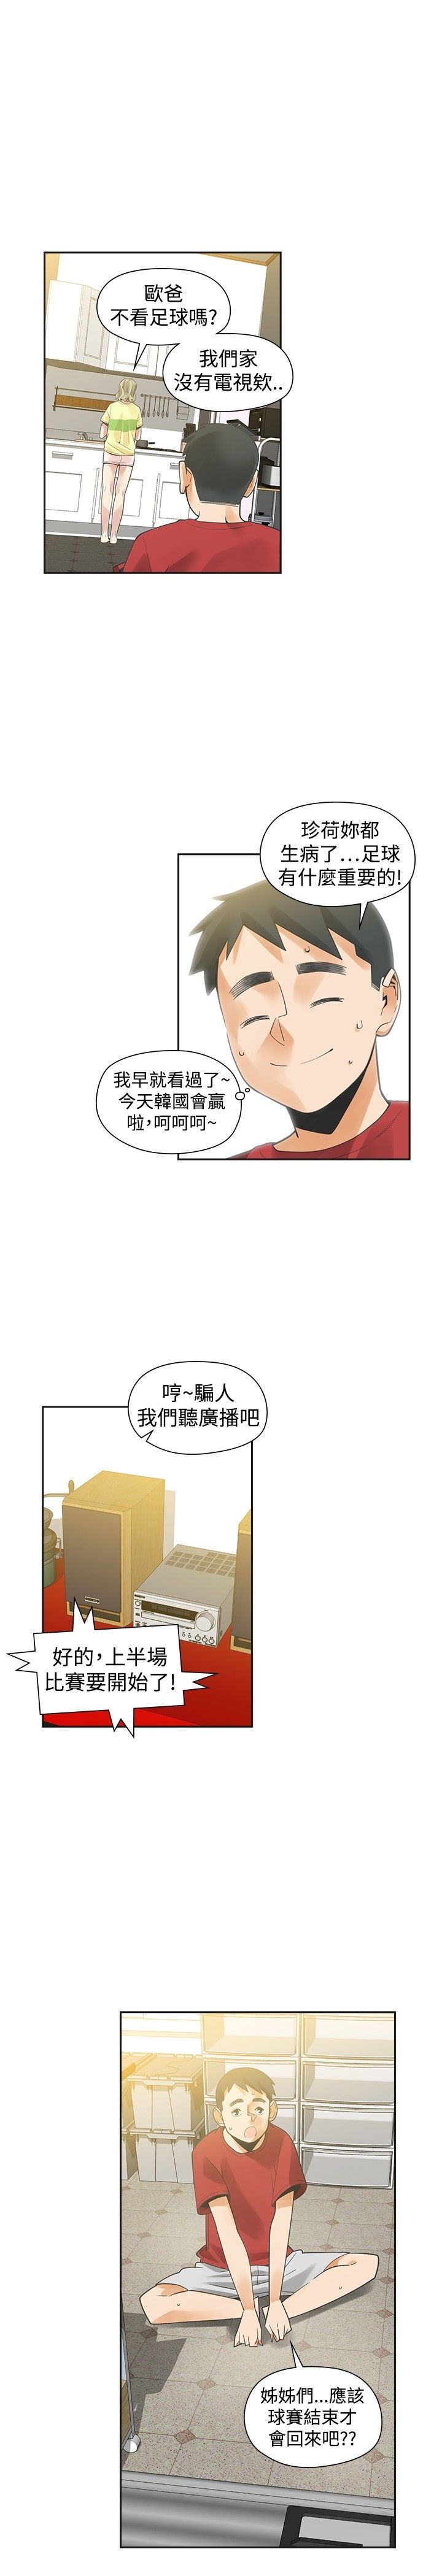 歐爸
不看足球嗎?
我們家
沒有電視欸..
珍荷妳都
生病了...足球
有什麼重要的!
我早就看過了~
今天韓國會贏
啦,呵呵呵~
哼~騙人
我們聽廣播吧
好的,上半場
比賽要開始了!
姊姊們...應該
球賽結束才
會回來吧??